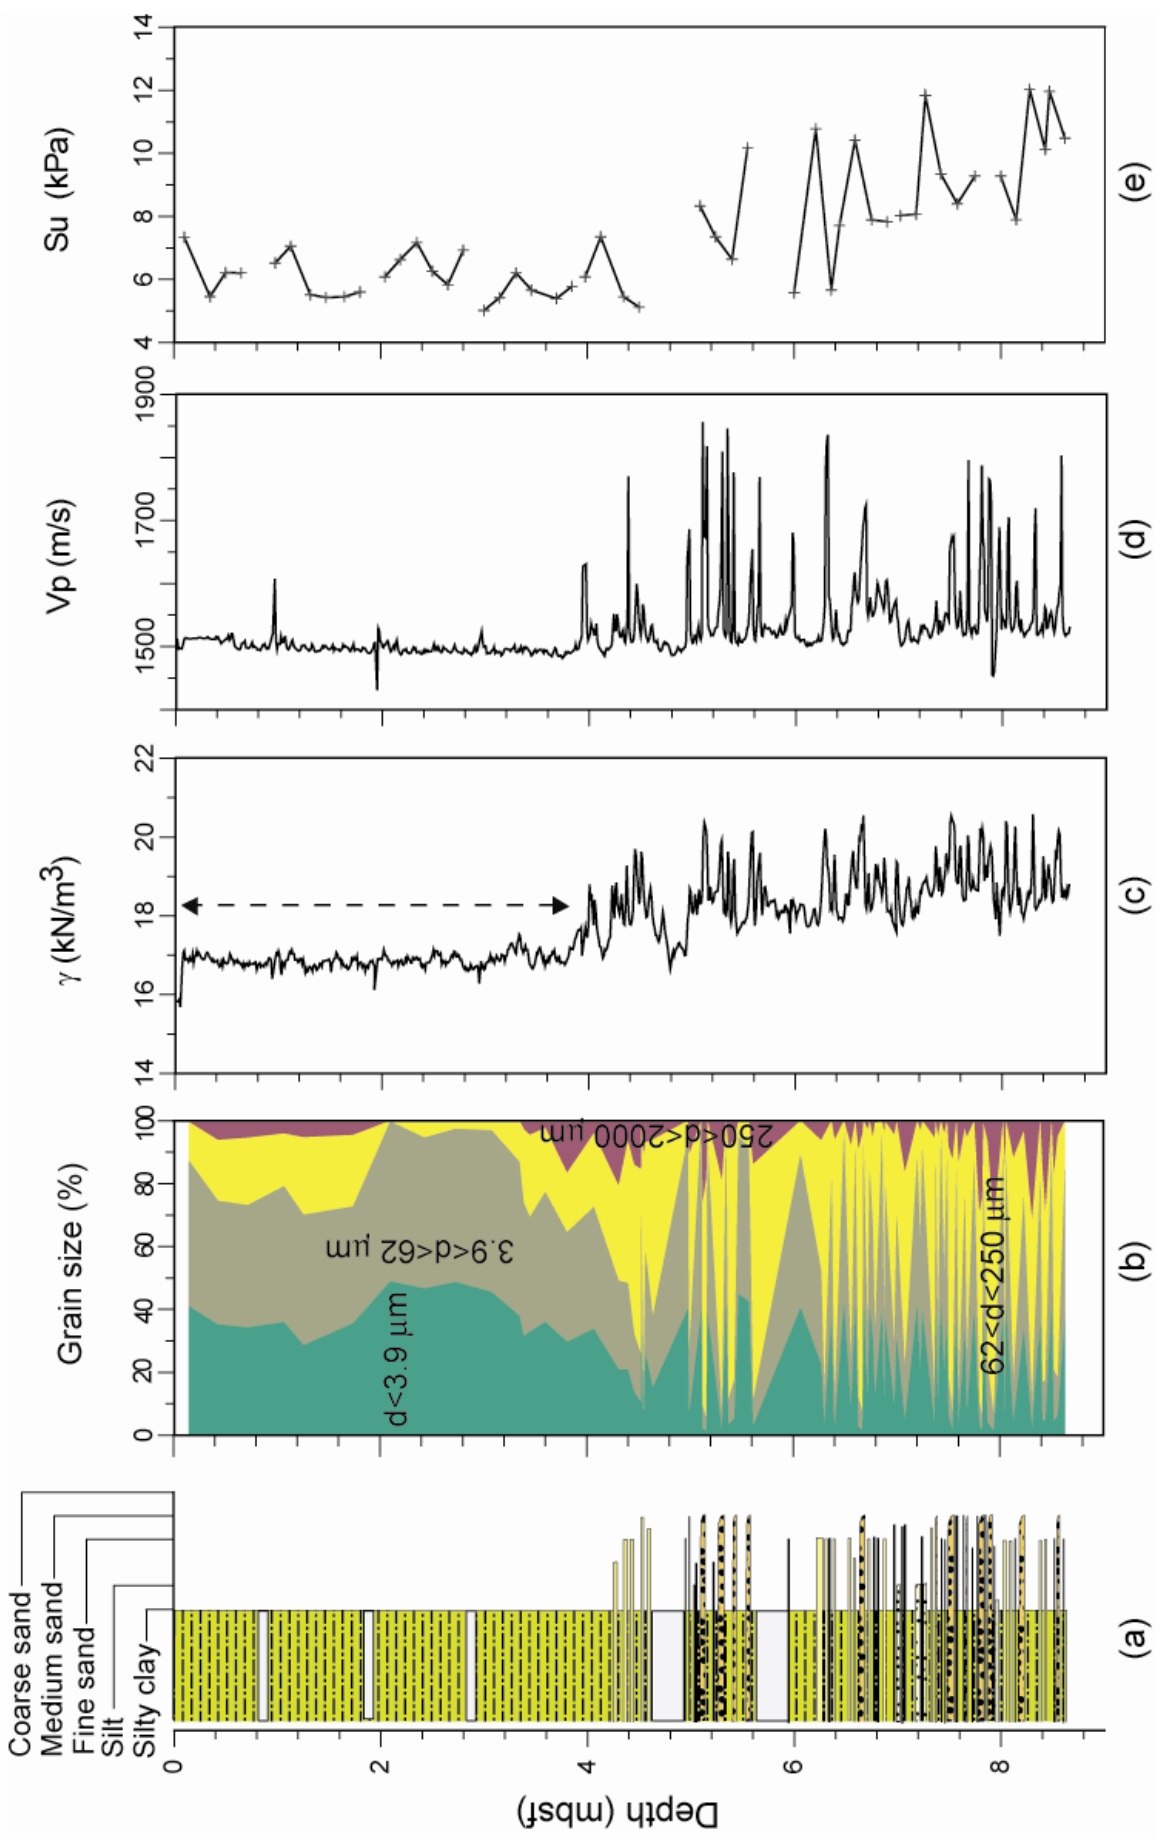 Su (kPa)
4
6
8
10
12
14
(e)
Vp (m/s)
1500
1700
1900
(d)
γ (kN/m³)
14
16
18
20
22
(c)
Grain size (%)
0
20
40
60
80
100
250<d<2000 μm
3.9<d<62 μm
d<3.9 μm
62<d<250 μm
(b)
Coarse sand
Medium sand
Fine sand
Silt
Silty clay
(a)
0
2
4
6
8
Depth (mbsf)